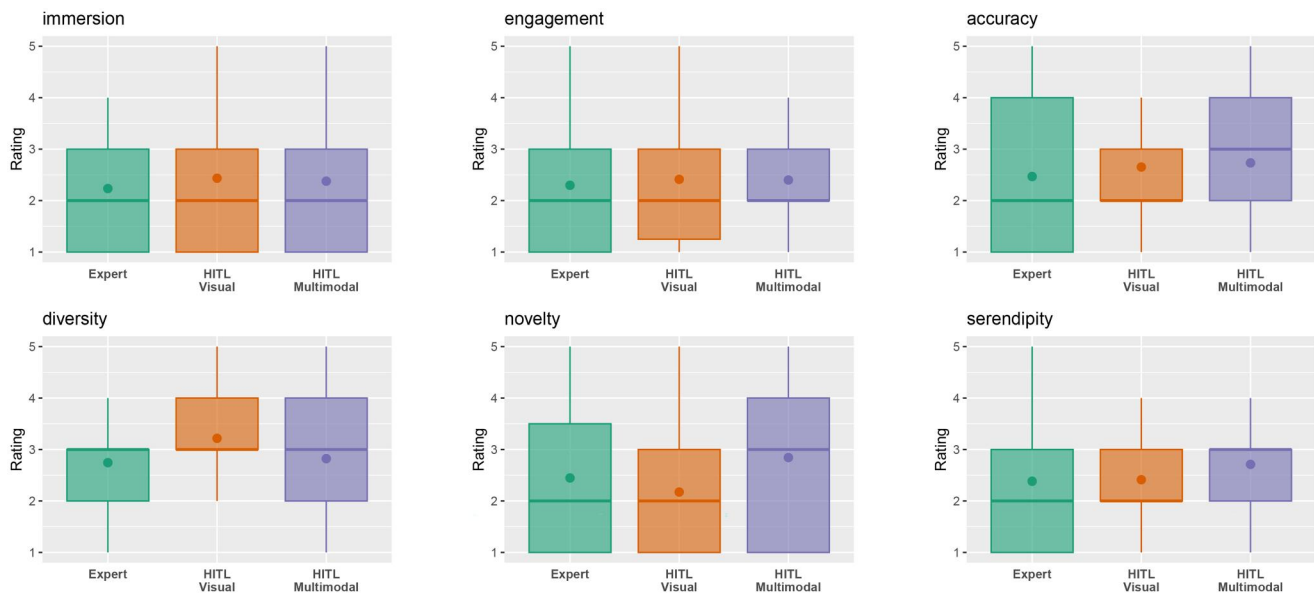 immersion
engagement
accuracy
5
4
3
2
1
Rating
Expert
HITL
Visual
HITL
Multimodal
5
4
3
2
1
Rating
Expert
HITL
Visual
HITL
Multimodal
5
4
3
2
1
Rating
Expert
HITL
Visual
HITL
Multimodal
diversity
novelty
serendipity
5
4
3
2
1
Rating
Expert
HITL
Visual
HITL
Multimodal
5
4
3
2
1
Rating
Expert
HITL
Visual
HITL
Multimodal
5
4
3
2
1
Rating
Expert
HITL
Visual
HITL
Multimodal